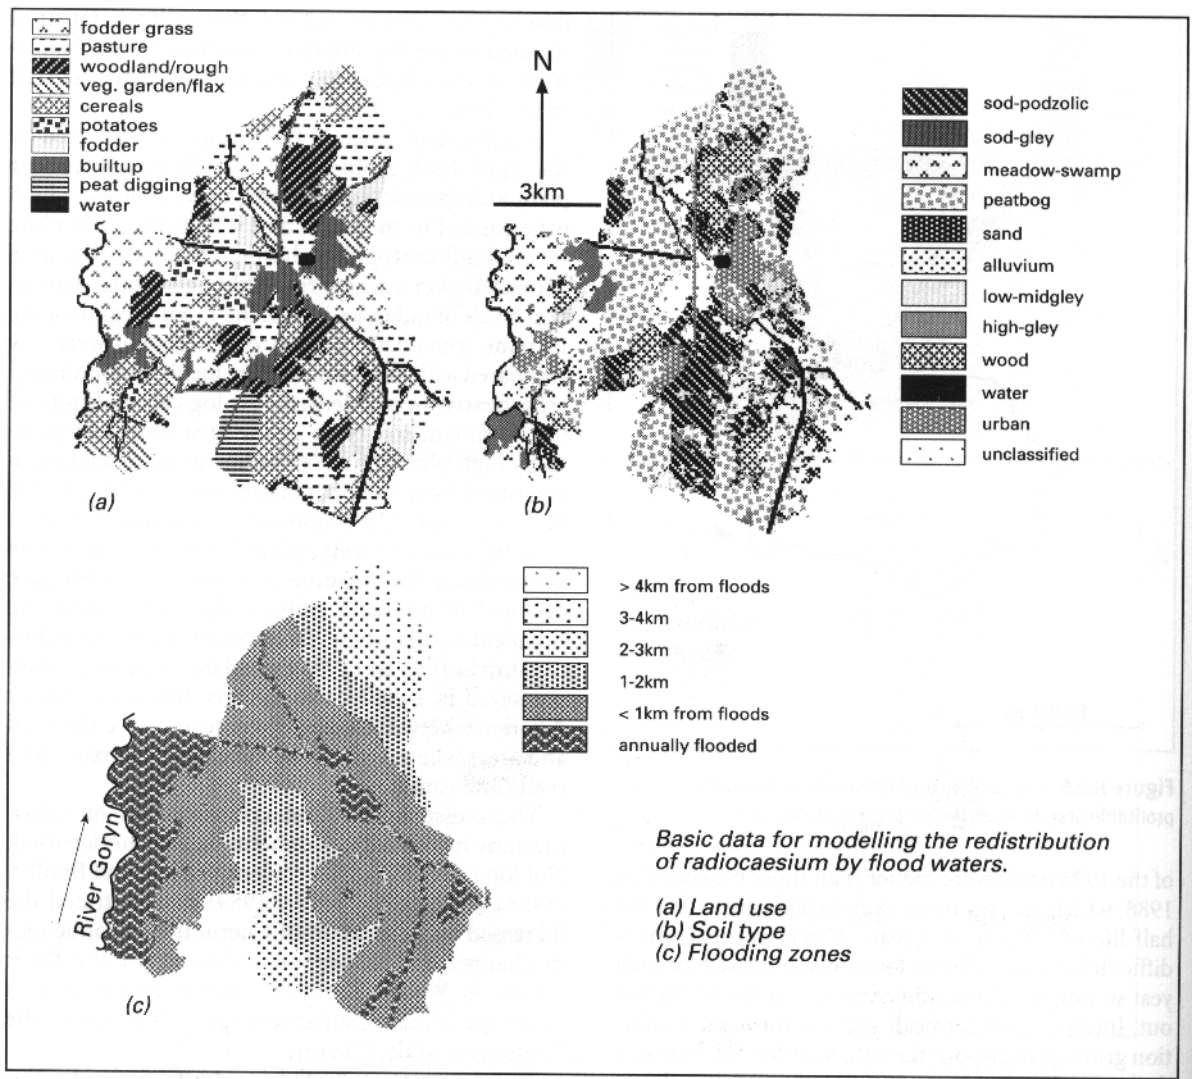 fodder grass
pasture
woodland/rough
veg. garden/flax
cereals
potatoes
fodder
builtup
peat digging
water
(a)
N
3km
(b)
sod-podzolic
sod-gley
meadow-swamp
peatbog
sand
alluvium
low-midgley
high-gley
wood
water
urban
unclassified
> 4km from floods
3-4km
2-3km
1-2km
< 1km from floods
annually flooded
River Goryn
(c)
Basic data for modelling the redistribution
of radiocaesium by flood waters.
(a) Land use
(b) Soil type
(c) Flooding zones